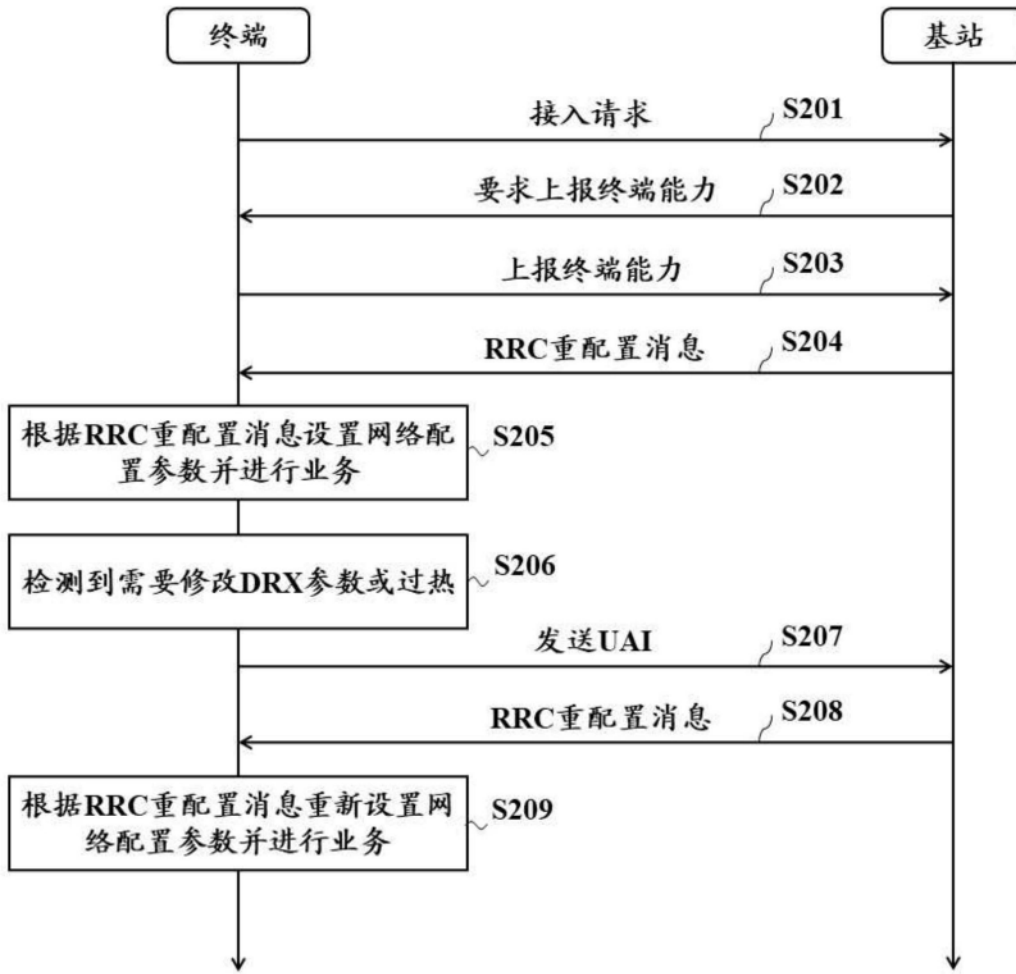 终端
基站
接入请求
S201
要求上报终端能力
S202
上报终端能力
S203
RRC重配置消息
S204
根据RRC重配置消息设置网络配
置参数并进行业务
S205
检测到需要修改DRX参数或过热
S206
发送UAI
S207
RRC重配置消息
S208
根据RRC重配置消息重新设置网
络配置参数并进行业务
S209